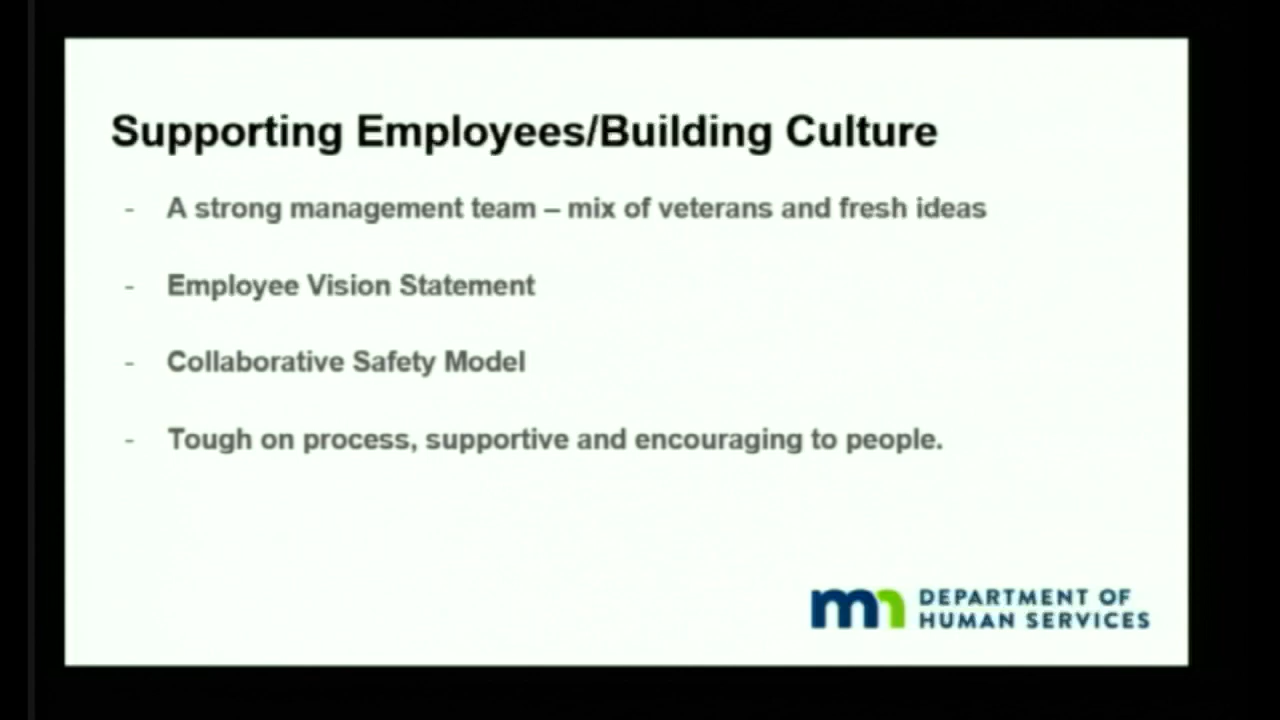 Supporting Employees/Building Culture
- A strong management team – mix of veterans and fresh ideas
- Employee Vision Statement
- Collaborative Safety Model
- Tough on process, supportive and encouraging to people.
mn DEPARTMENT OF
HUMAN SERVICES